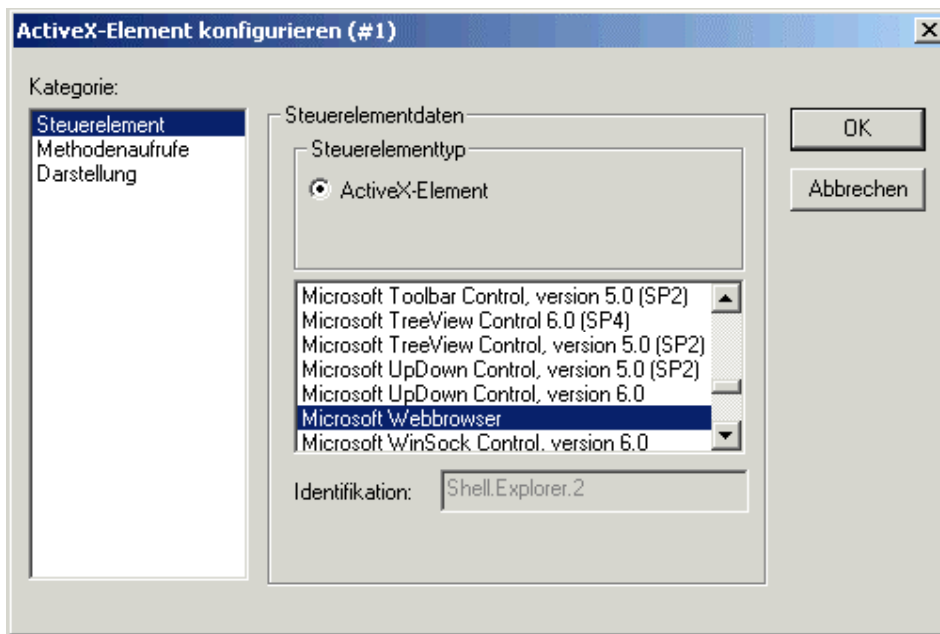 ActiveX-Element konfigurieren (#1)
Kategorie:
Steuerelement
Methodenaufrufe
Darstellung
Steuerelementdaten
Steuerelementtyp
ActiveX-Element
Microsoft Toolbar Control, version 5.0 (SP2)
Microsoft TreeView Control 6.0 (SP4)
Microsoft TreeView Control, version 5.0 (SP2)
Microsoft UpDown Control, version 5.0 (SP2)
Microsoft UpDown Control, version 6.0
Microsoft Webbrowser
Microsoft WinSock Control, version 6.0
Identifikation:
Shell.Explorer.2
OK
Abbrechen